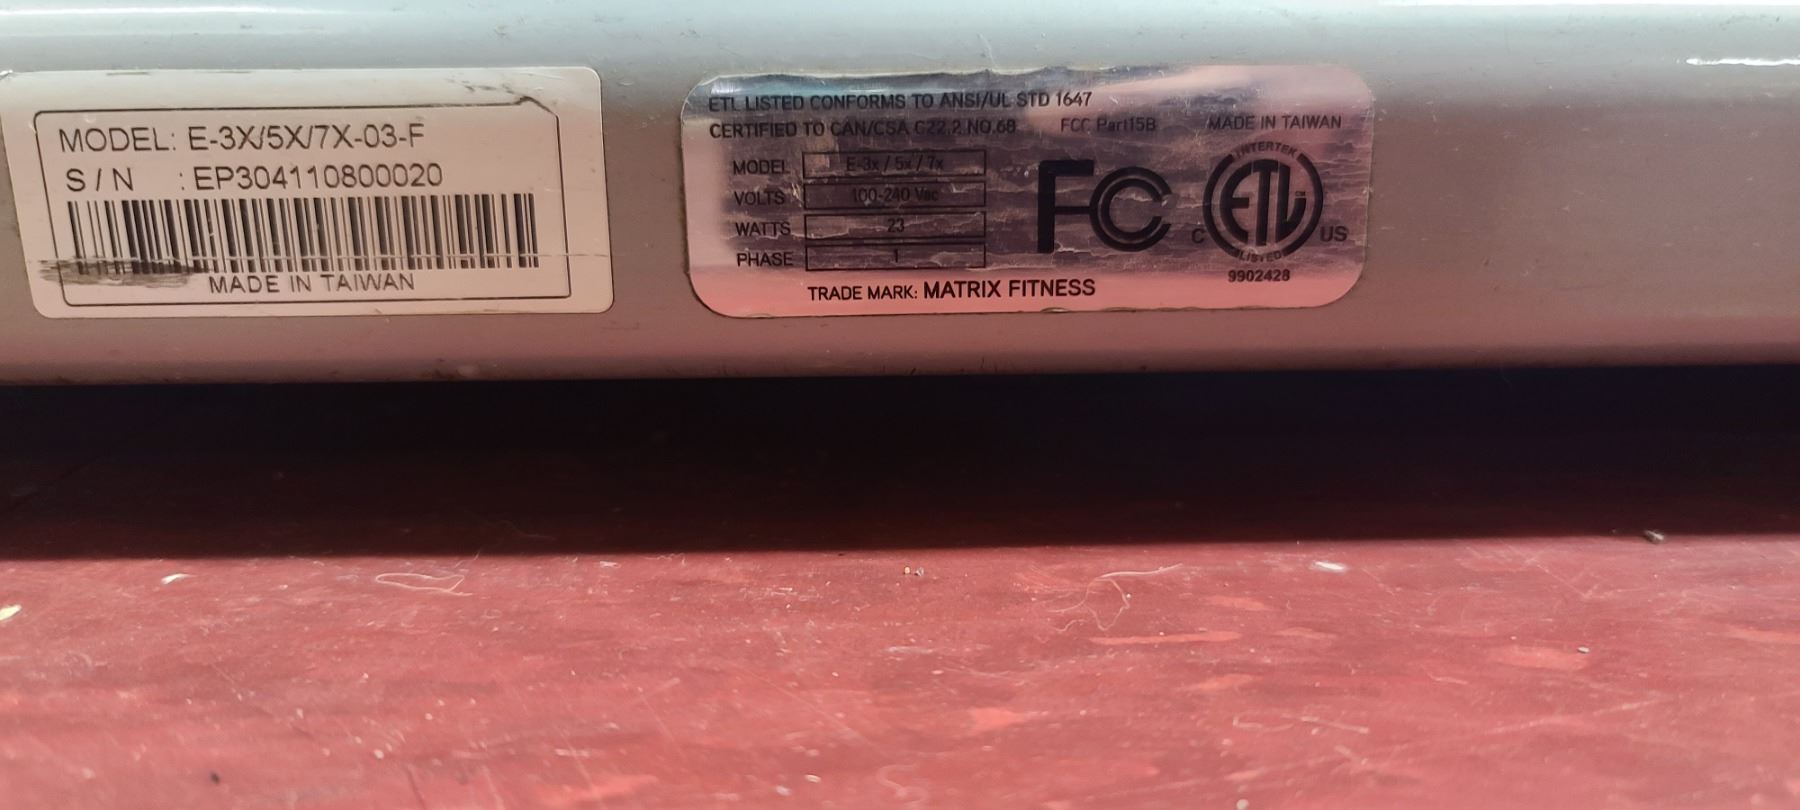 MODEL: E-3X/5X/7X-03-F
S / N : EP304110800020
MADE IN TAIWAN
ETL LISTED CONFORMS TO ANSI/UL STD 1647
CERTIFIED TO CAN/CSA C22.2 NO.68 FCC Part15B MADE IN TAIWAN
MODEL E-3x / 5x / 7x
VOLTS 100-240 Vac
WATTS 23
PHASE 1
TRADE MARK: MATRIX FITNESS
FC
INTERTEK
C ETL US
LISTED
9902428